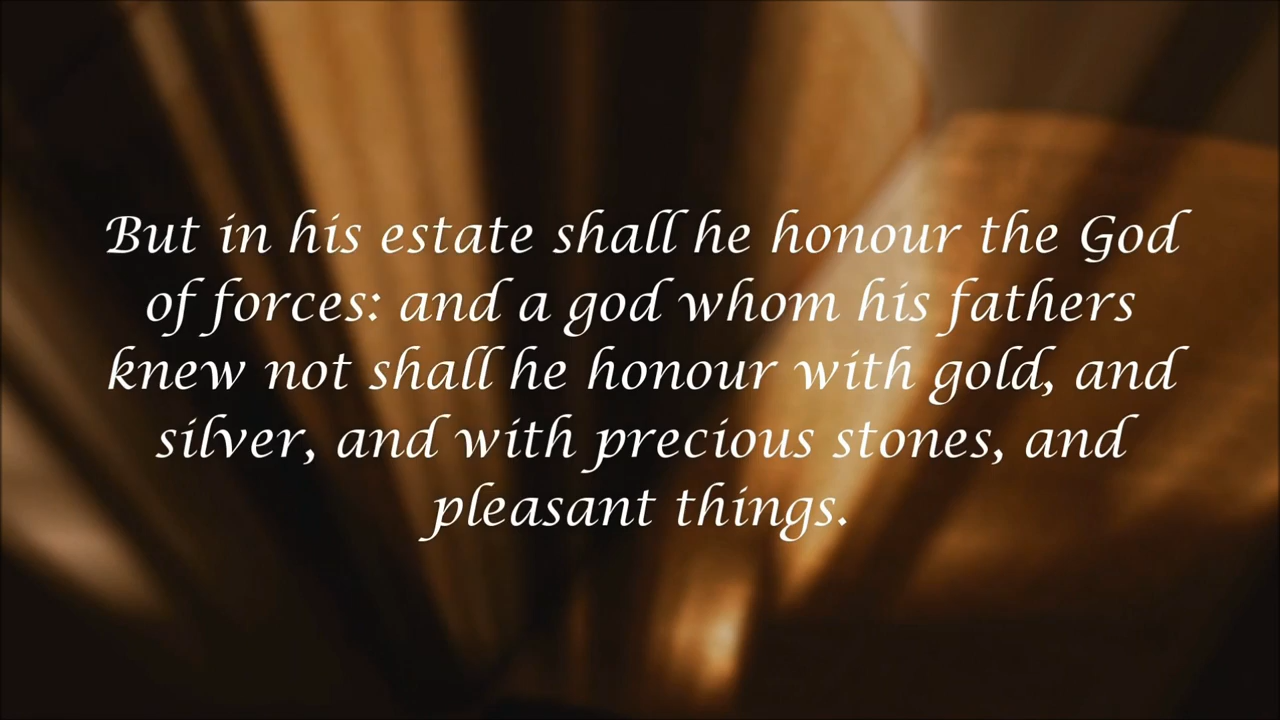 But in his estate shall he honour the God
of forces: and a god whom his fathers
knew not shall he honour with gold, and
silver, and with precious stones, and
pleasant things.